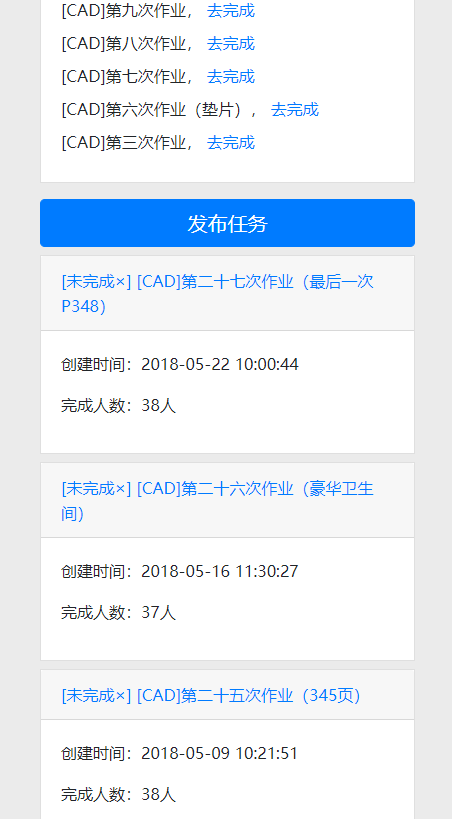 [CAD]第九次作业， 去完成
[CAD]第八次作业， 去完成
[CAD]第七次作业， 去完成
[CAD]第六次作业（垫片）， 去完成
[CAD]第三次作业， 去完成
发布任务
[未完成×] [CAD]第二十七次作业（最后一次
P348）
创建时间：2018-05-22 10:00:44
完成人数：38人
[未完成×] [CAD]第二十六次作业（豪华卫生
间）
创建时间：2018-05-16 11:30:27
完成人数：37人
[未完成×] [CAD]第二十五次作业（345页）
创建时间：2018-05-09 10:21:51
完成人数：38人